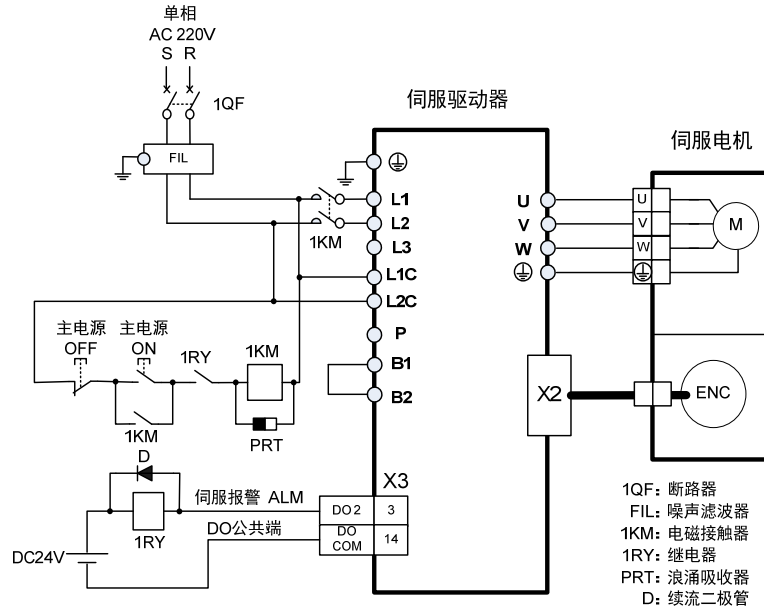 单相
AC 220V
S R
1QF
FIL
伺服驱动器
伺服电机
L1
L2
1KM
L3
L1C
L2C
P
B1
B2
U
V
W
U
V
W
M
主电源
OFF
主电源
ON
1RY
1KM
1KM
PRT
X2
ENC
D
1RY
伺服报警 ALM
DO公共端
DC24V
X3
DO 2 3
DO
COM 14
1QF: 断路器
FIL: 噪声滤波器
1KM: 电磁接触器
1RY: 继电器
PRT: 浪涌吸收器
D: 续流二极管